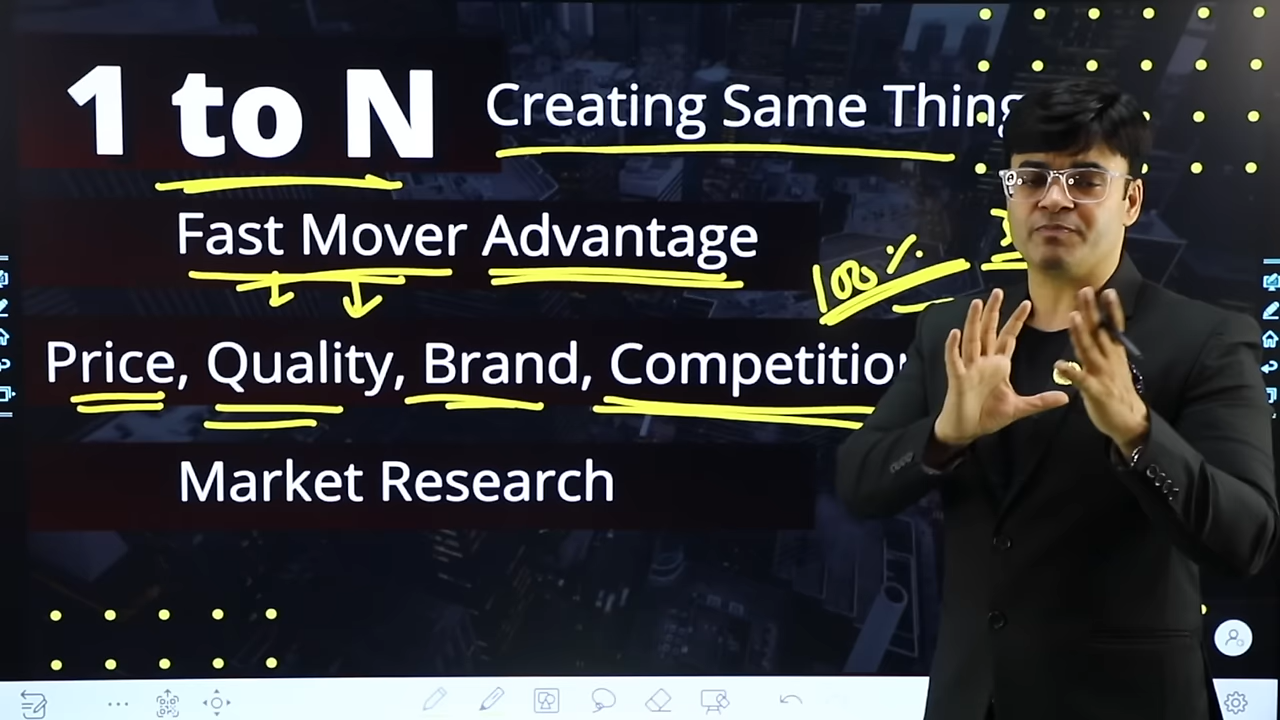 1 to N Creating Same Thing
Fast Mover Advantage
100%
Price, Quality, Brand, Competition
Market Research